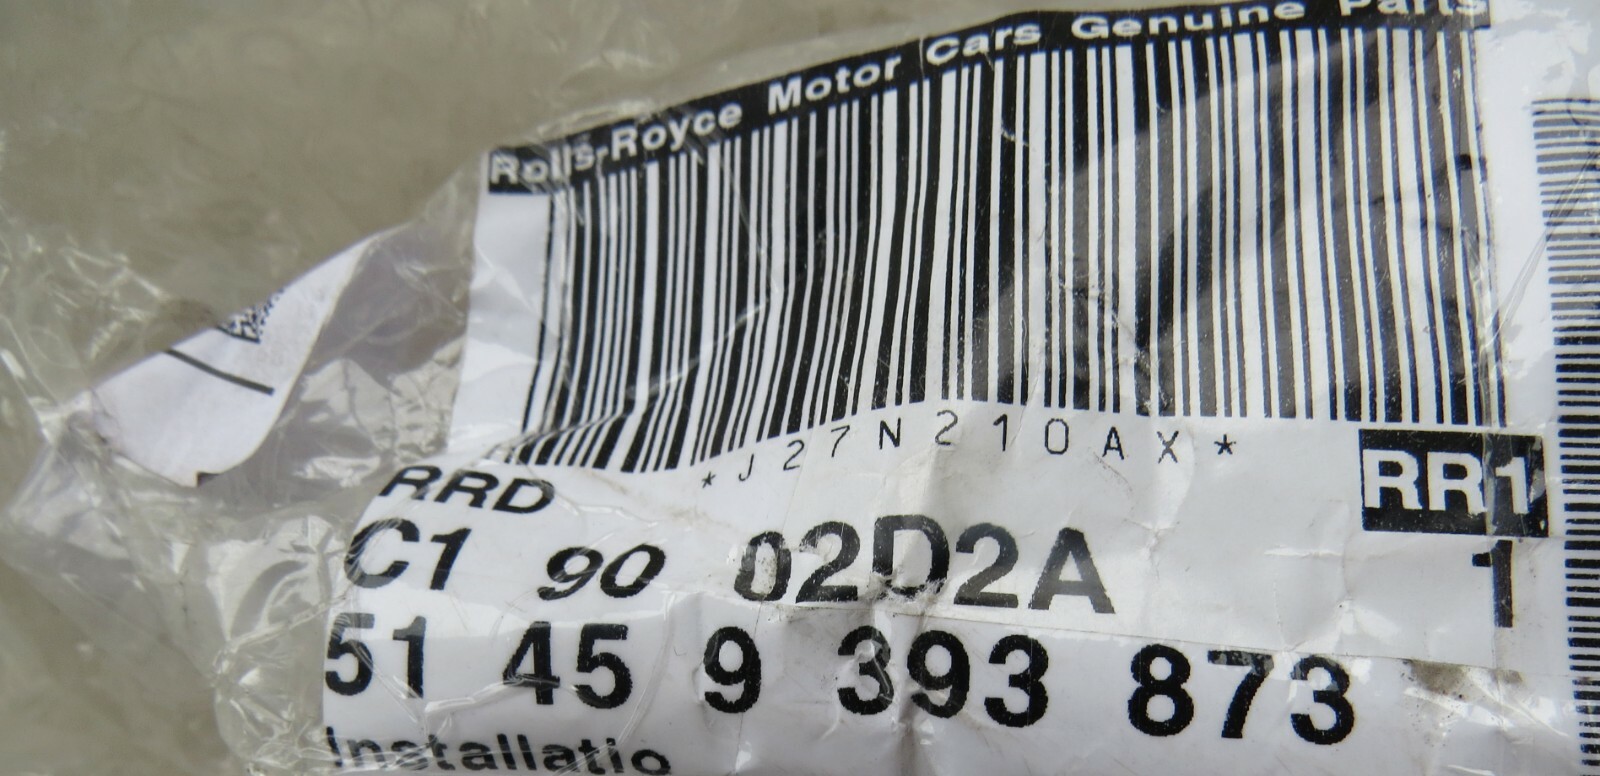 Rolls-Royce Motor Cars Genuine Parts
*J27N210AX*
RRD
RR1
C1 90 02D2A 1
51 45 9 393 873
Installatio